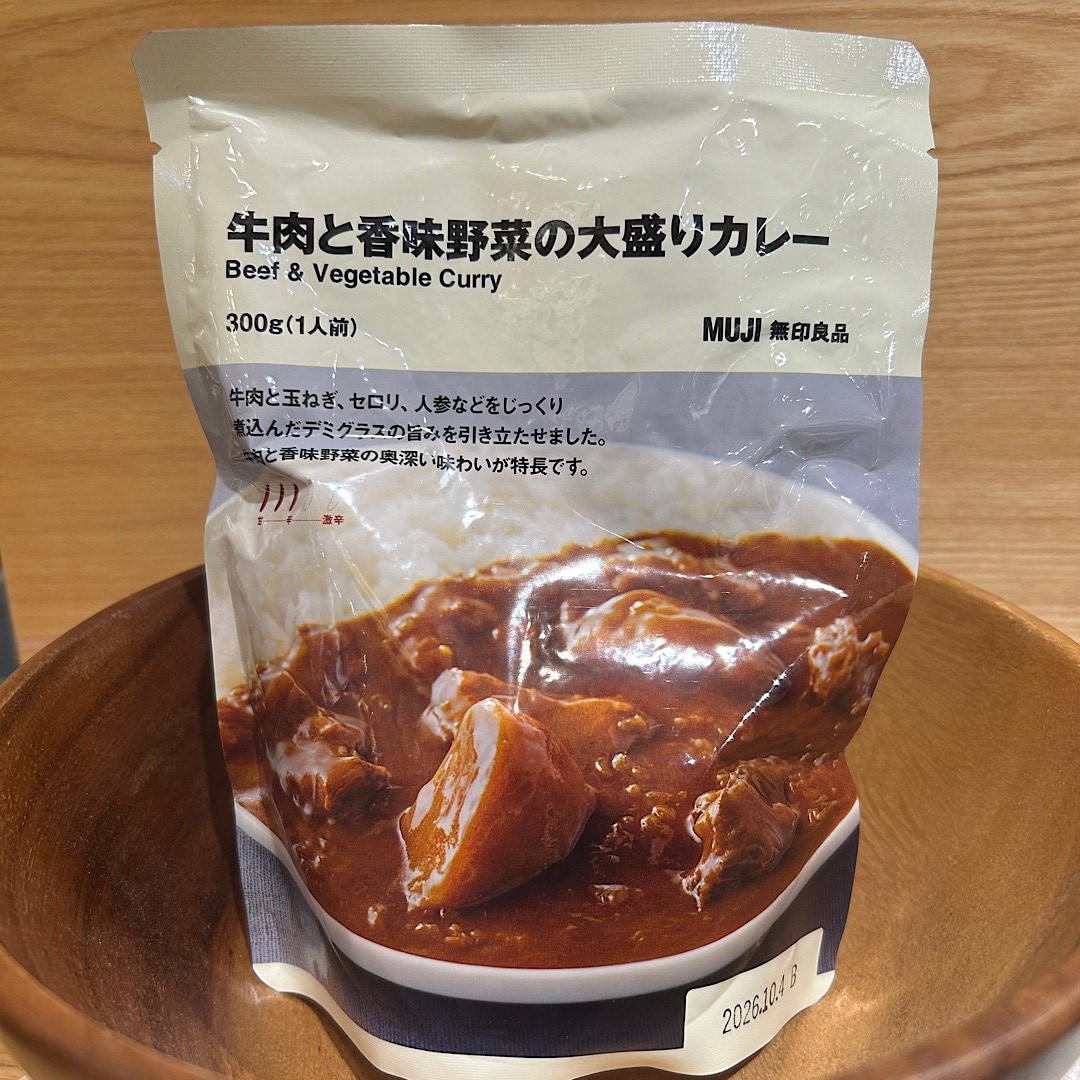 牛肉と香味野菜の大盛りカレー
Beef & Vegetable Curry
300g(1人前)
MUJI 無印良品
牛肉と玉ねぎ、セロリ、人参などをじっくり
煮込んだデミグラスの旨みを引き立たせました。
牛肉と香味野菜の奥深い味わいが特長です。
甘 辛 激辛
2026.10.4 B